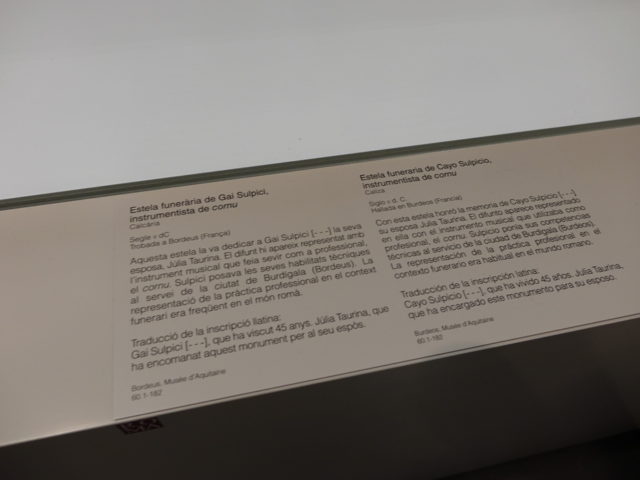 Estela funerària de Gai Sulpici,
instrumentista de cornu
Calcària
Segle II dC
Trobada a Bordeus (França)
Aquesta estela la va dedicar a Gai Sulpici [- - -] la seva
esposa, Júlia Taurina. El difunt hi apareix representat amb
l'instrument musical que feia servir com a professional,
el cornu. Sulpici posava les seves habilitats tècniques
al servei de la ciutat de Burdigala (Bordeus). La
representació de la pràctica professional en el context
funerari era freqüent en el món romà.
Traducció de la inscripció llatina:
Gai Sulpici [- - -], que ha viscut 45 anys. Júlia Taurina, que
ha encomanat aquest monument per al seu espòs.
Bordeus, Musée d'Aquitaine
60.1-182
Estela funeraria de Cayo Sulpicio,
instrumentista de cornu
Caliza
Siglo II d. C.
Hallada en Burdeos (Francia)
Con esta estela honró la memoria de Cayo Sulpicio [- - -]
su esposa Julia Taurina. El difunto aparece representado
en ella con el instrumento musical que utilizaba como
profesional, el cornu. Sulpicio ponía sus competencias
técnicas al servicio de la ciudad de Burdigala (Burdeos).
La representación de la práctica profesional en el
contexto funerario era habitual en el mundo romano.
Traducción de la inscripción latina:
Cayo Sulpicio [- - -], que ha vivido 45 años. Julia Taurina,
que ha encargado este monumento para su esposo.
Burdeos, Musée d'Aquitaine
60.1-182